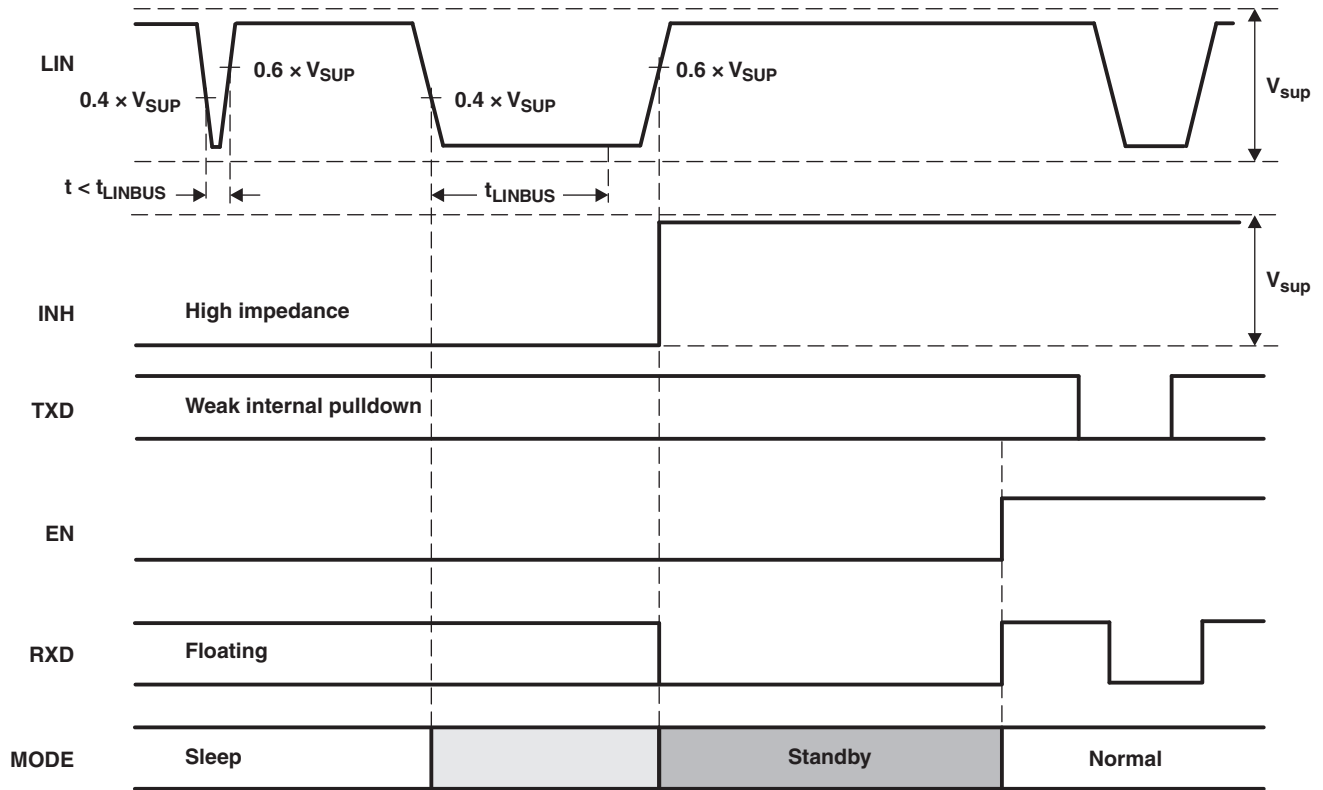 LIN
0.4 × VSUP
0.6 × VSUP
0.4 × VSUP
0.6 × VSUP
Vsup
t < tLINBUS
tLINBUS
INH
High impedance
Vsup
TXD
Weak internal pulldown
EN
RXD
Floating
MODE
Sleep
Standby
Normal